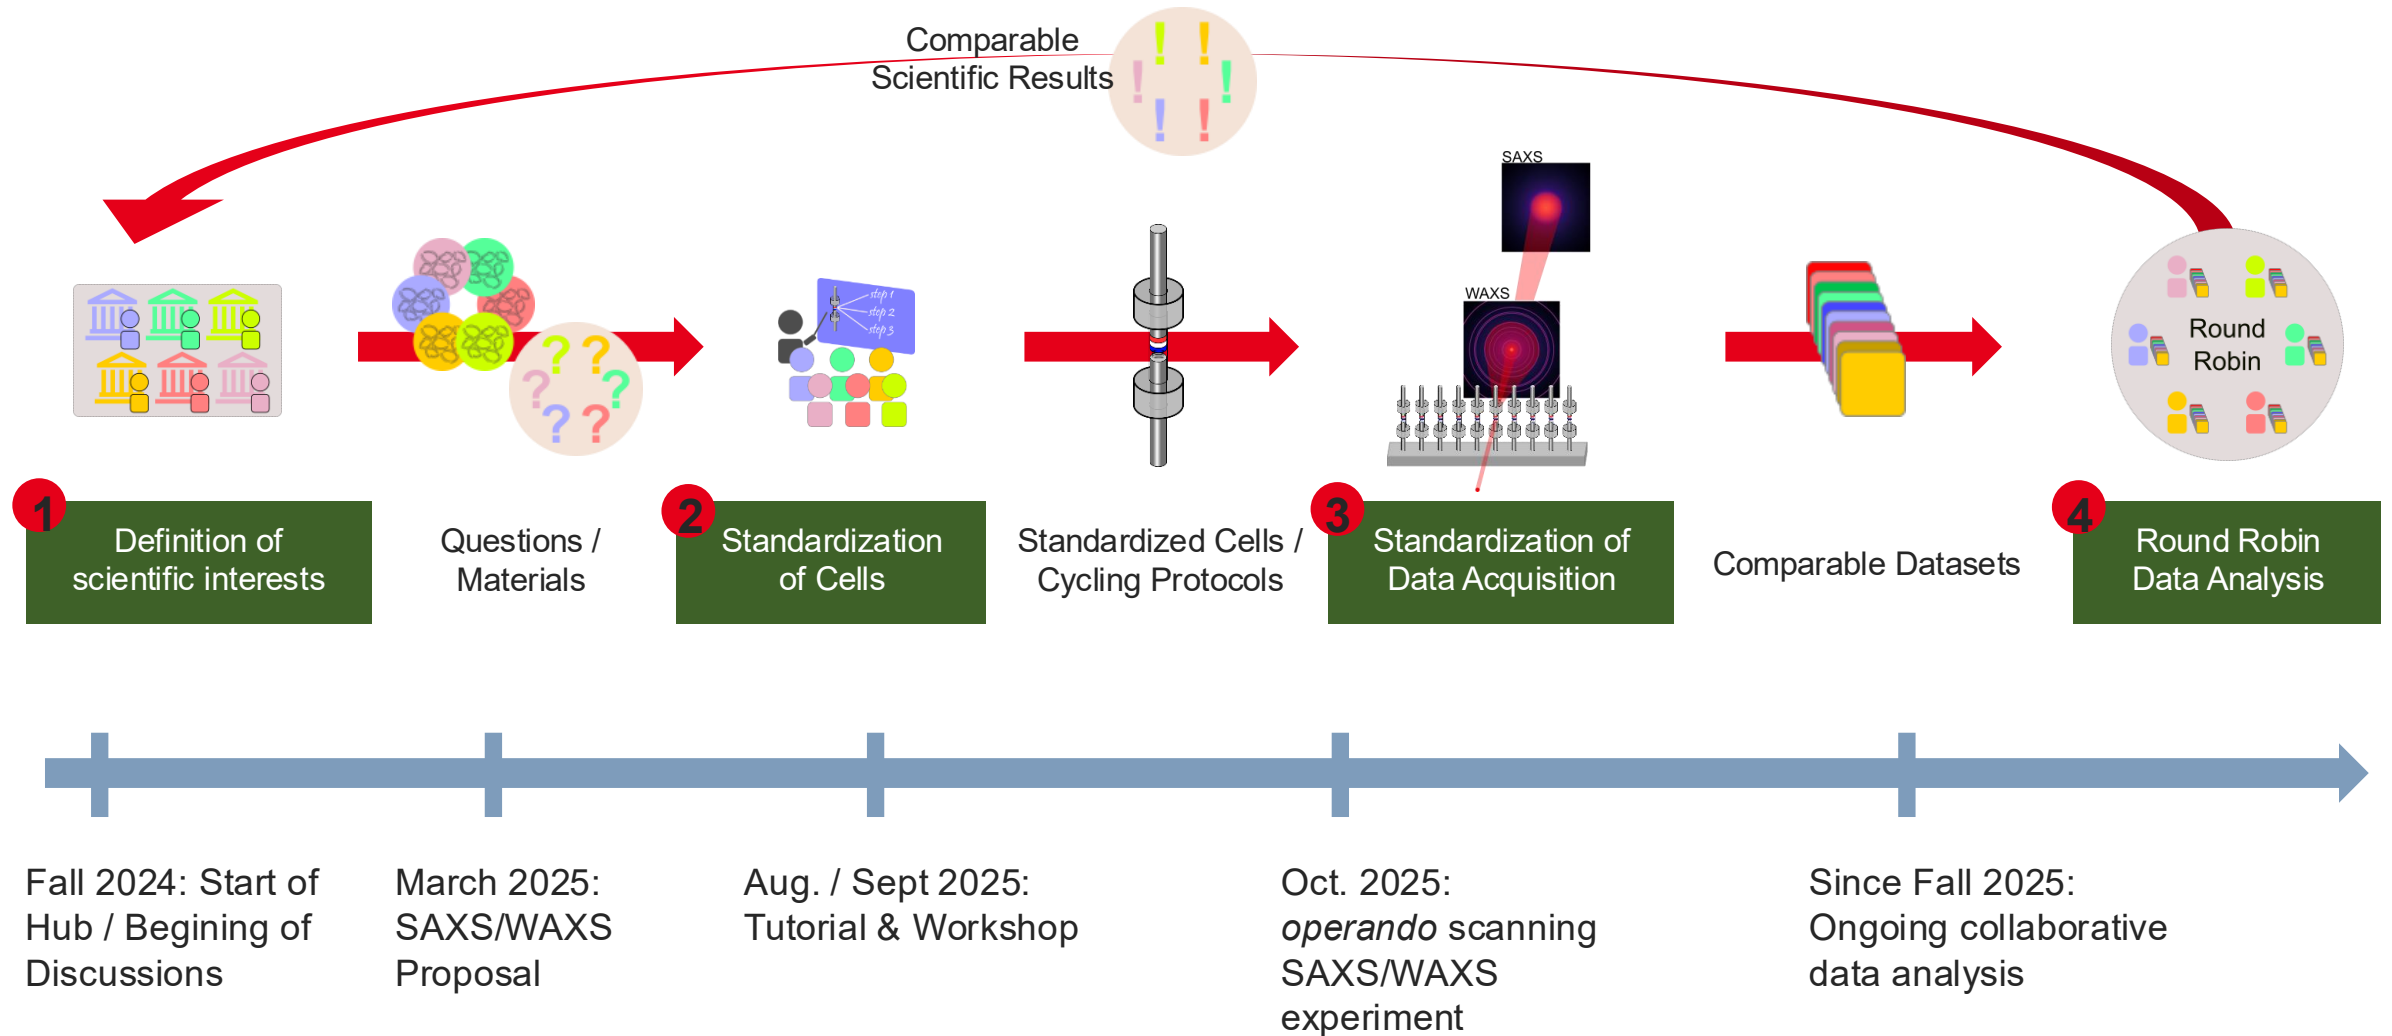 Comparable
Scientific Results
SAXS
WAXS
step 1
step 2
step 3
Round
Robin
1
Definition of
scientific interests
Questions /
Materials
2
Standardization
of Cells
Standardized Cells /
Cycling Protocols
3
Standardization of
Data Acquisition
Comparable Datasets
4
Round Robin
Data Analysis
Fall 2024: Start of
Hub / Begining of
Discussions
March 2025:
SAXS/WAXS
Proposal
Aug. / Sept 2025:
Tutorial & Workshop
Oct. 2025:
operando scanning
SAXS/WAXS
experiment
Since Fall 2025:
Ongoing collaborative
data analysis